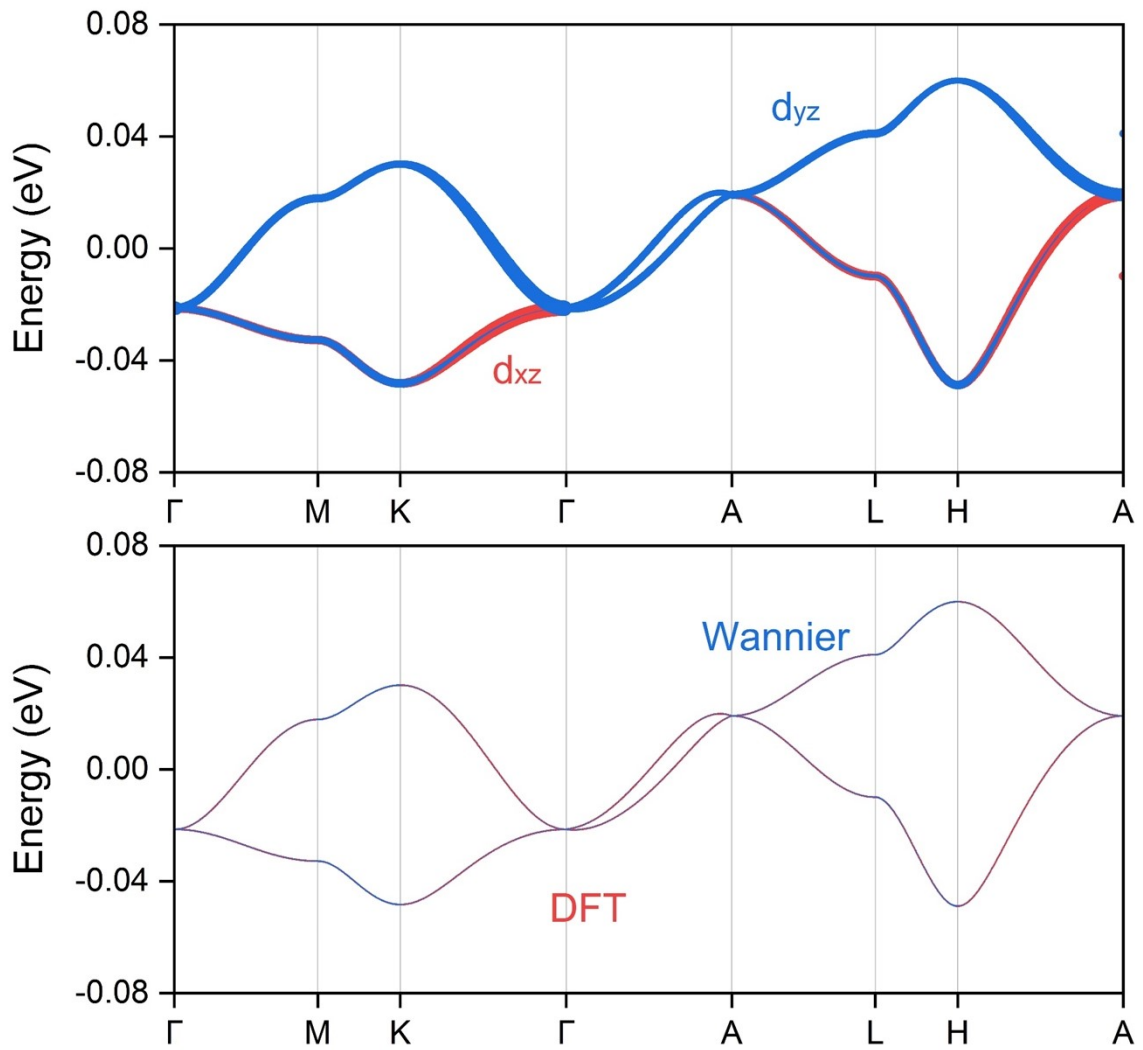 0.08
0.04
0.00
-0.04
-0.08
Energy (eV)
dyz
dxz
Γ M K Γ A L H A
0.08
0.04
0.00
-0.04
-0.08
Energy (eV)
Wannier
DFT
Γ M K Γ A L H A